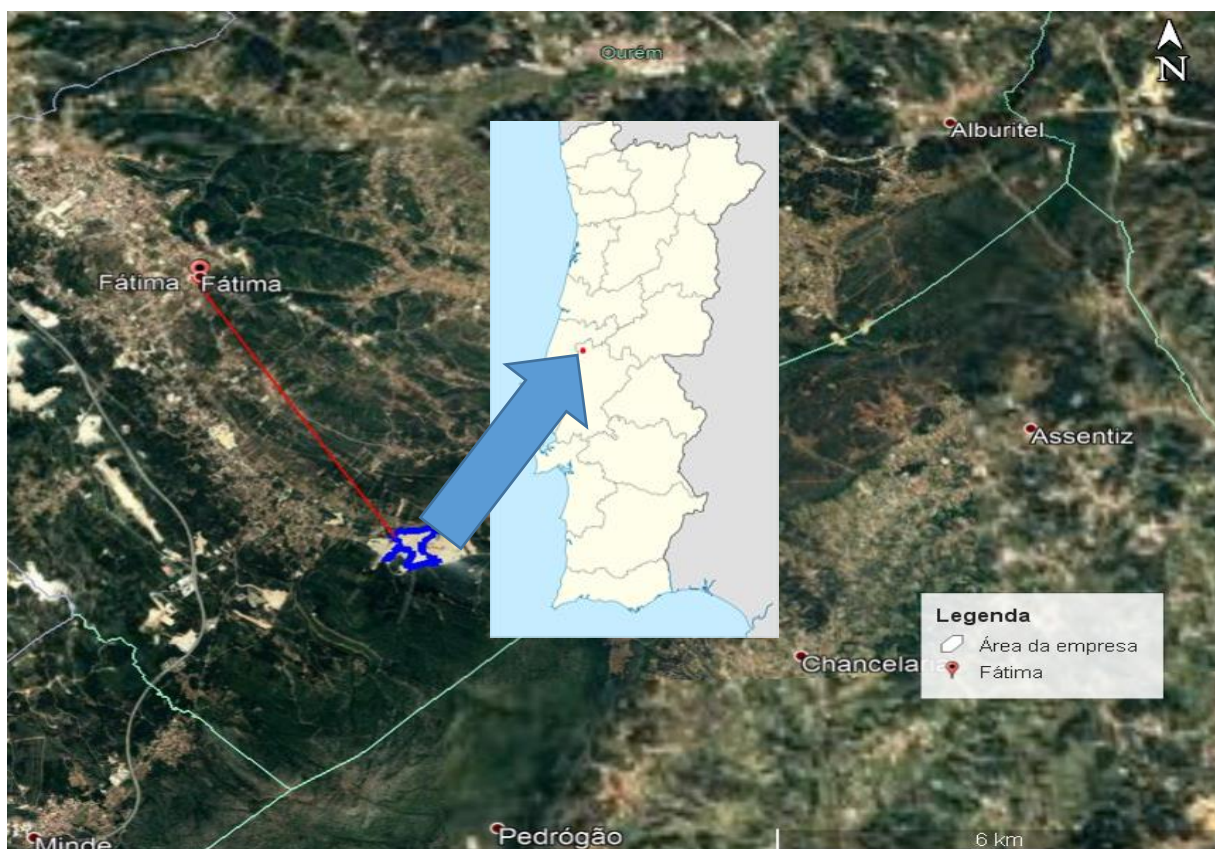 Ourém
N
Alburitel
Fátima Fátima
Assentiz
Legenda
Área da empresa
Chancelaria
Fátima
Pedrógão
6 km
Minde